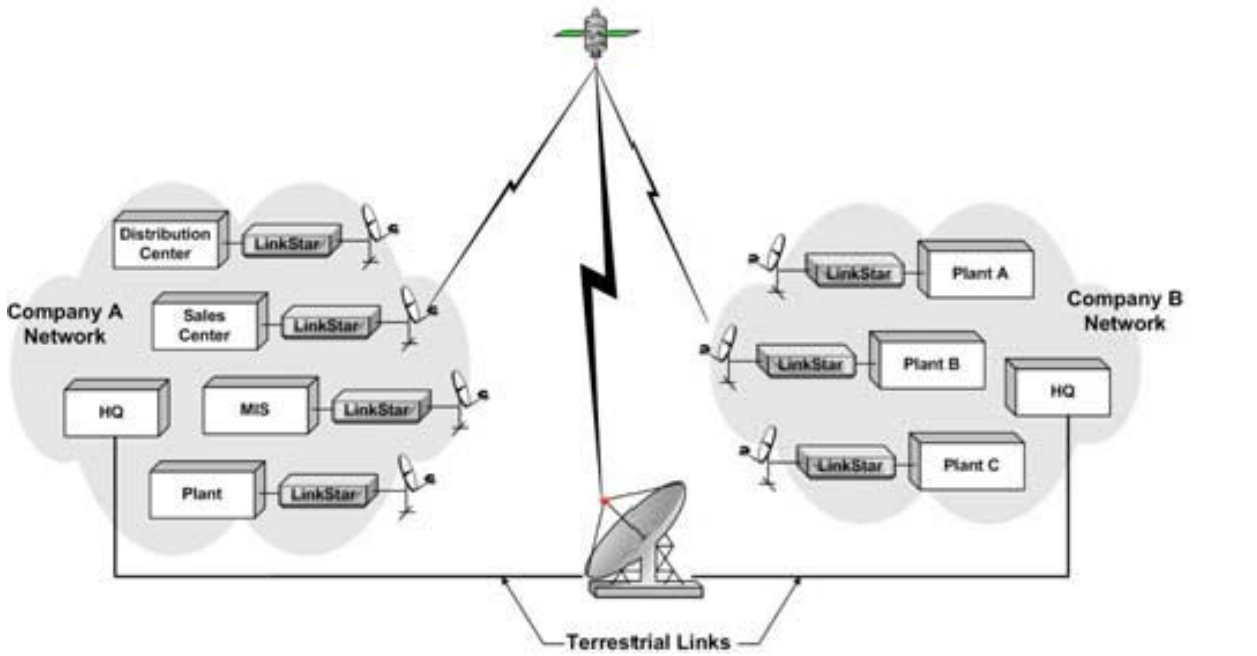 Distribution
Center
LinkStar
Sales
Center
LinkStar
Company A
Network
HQ
MIS
LinkStar
Plant
LinkStar
LinkStar
Plant A
Company B
Network
LinkStar
Plant B
HQ
LinkStar
Plant C
Terrestrial Links